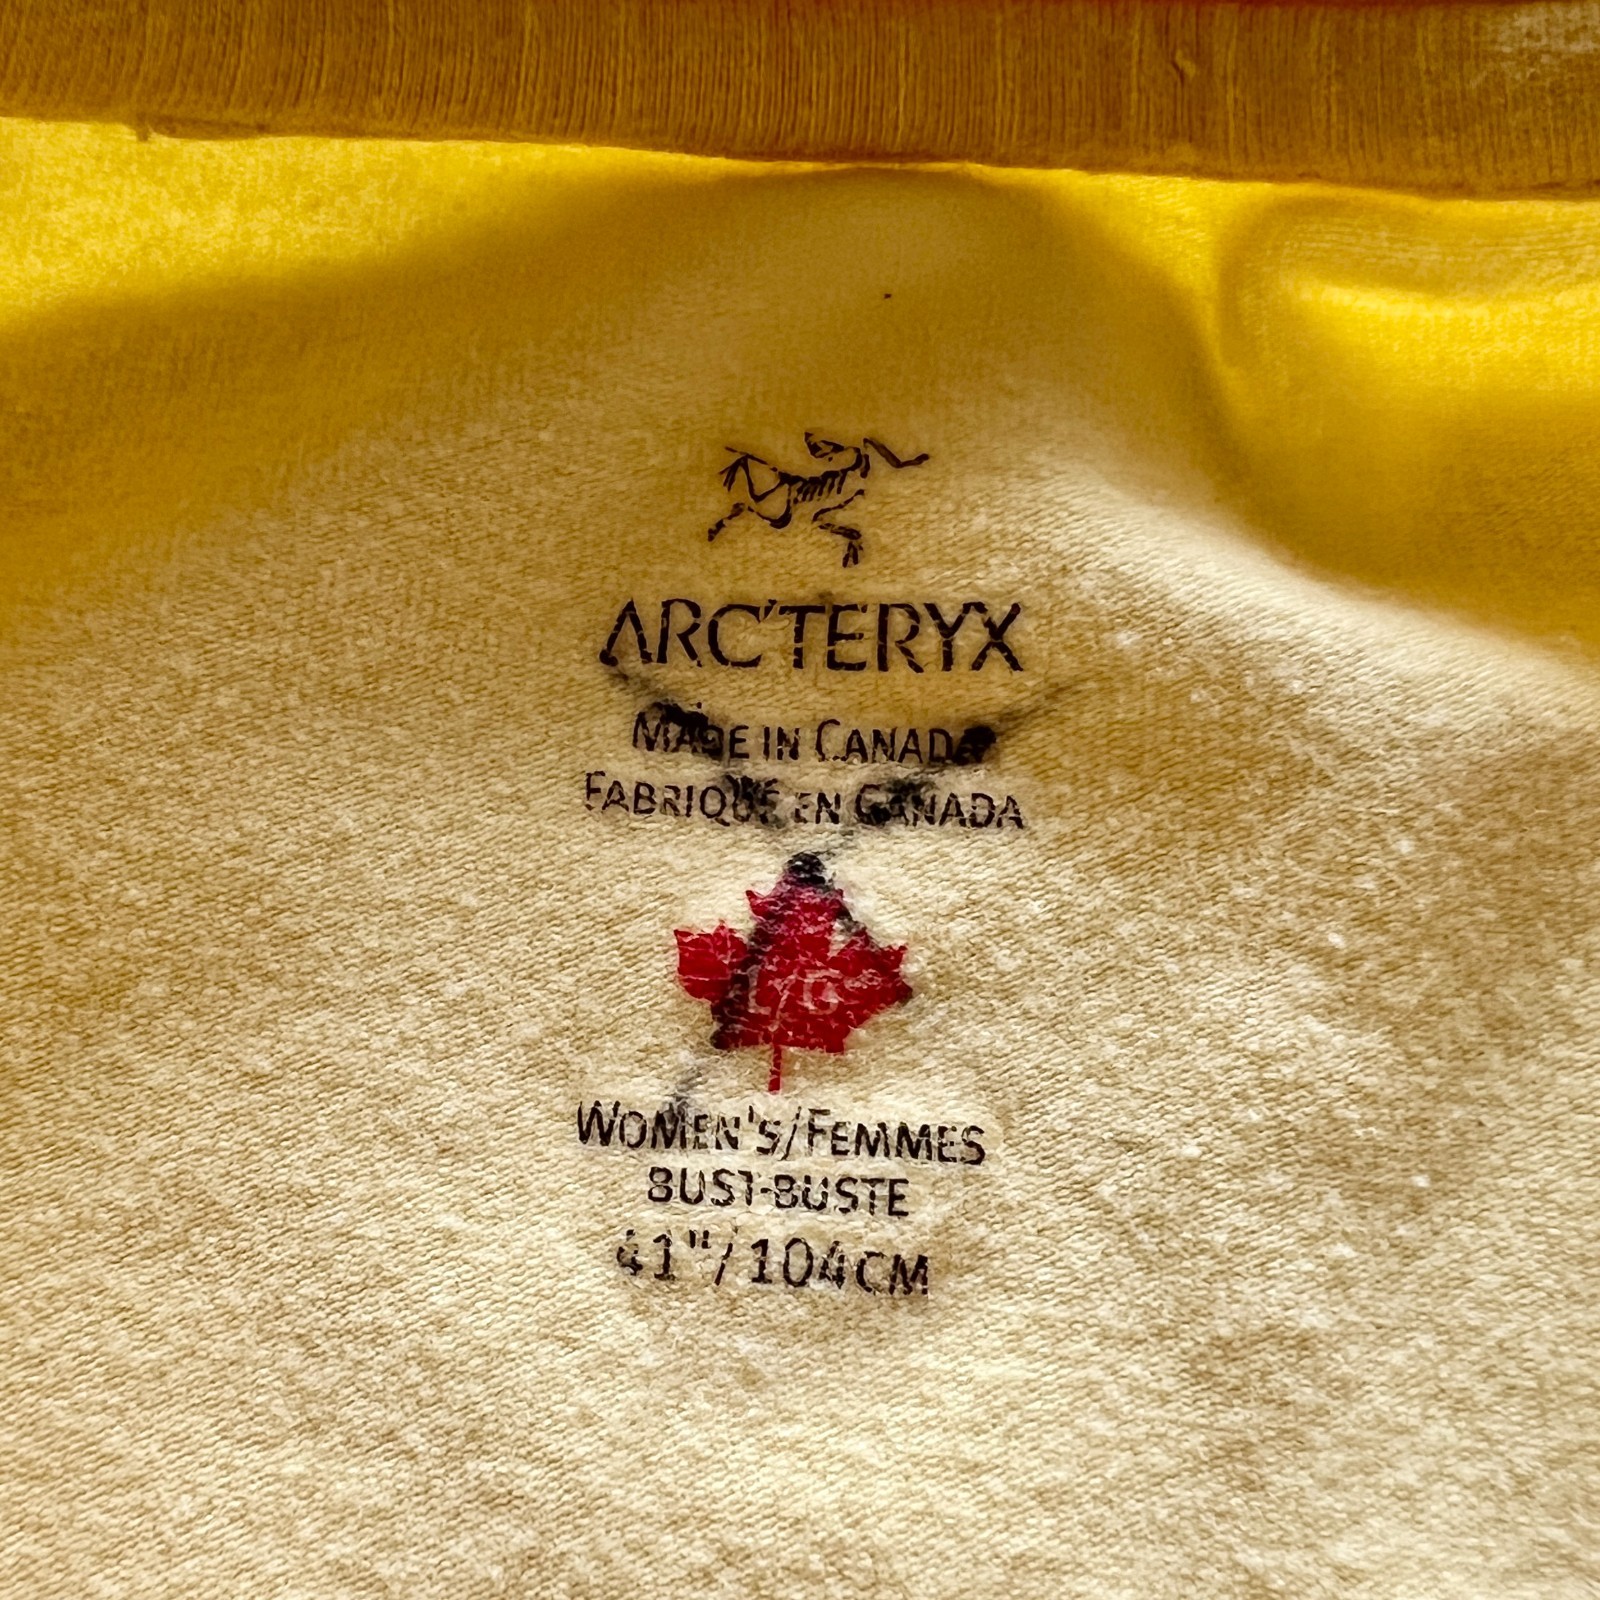 ARC'TERYX
MADE IN CANADA
FABRIQUÉ EN CANADA
L/G
WOMEN'S/FEMMES
BUST-BUSTE
41"/104CM